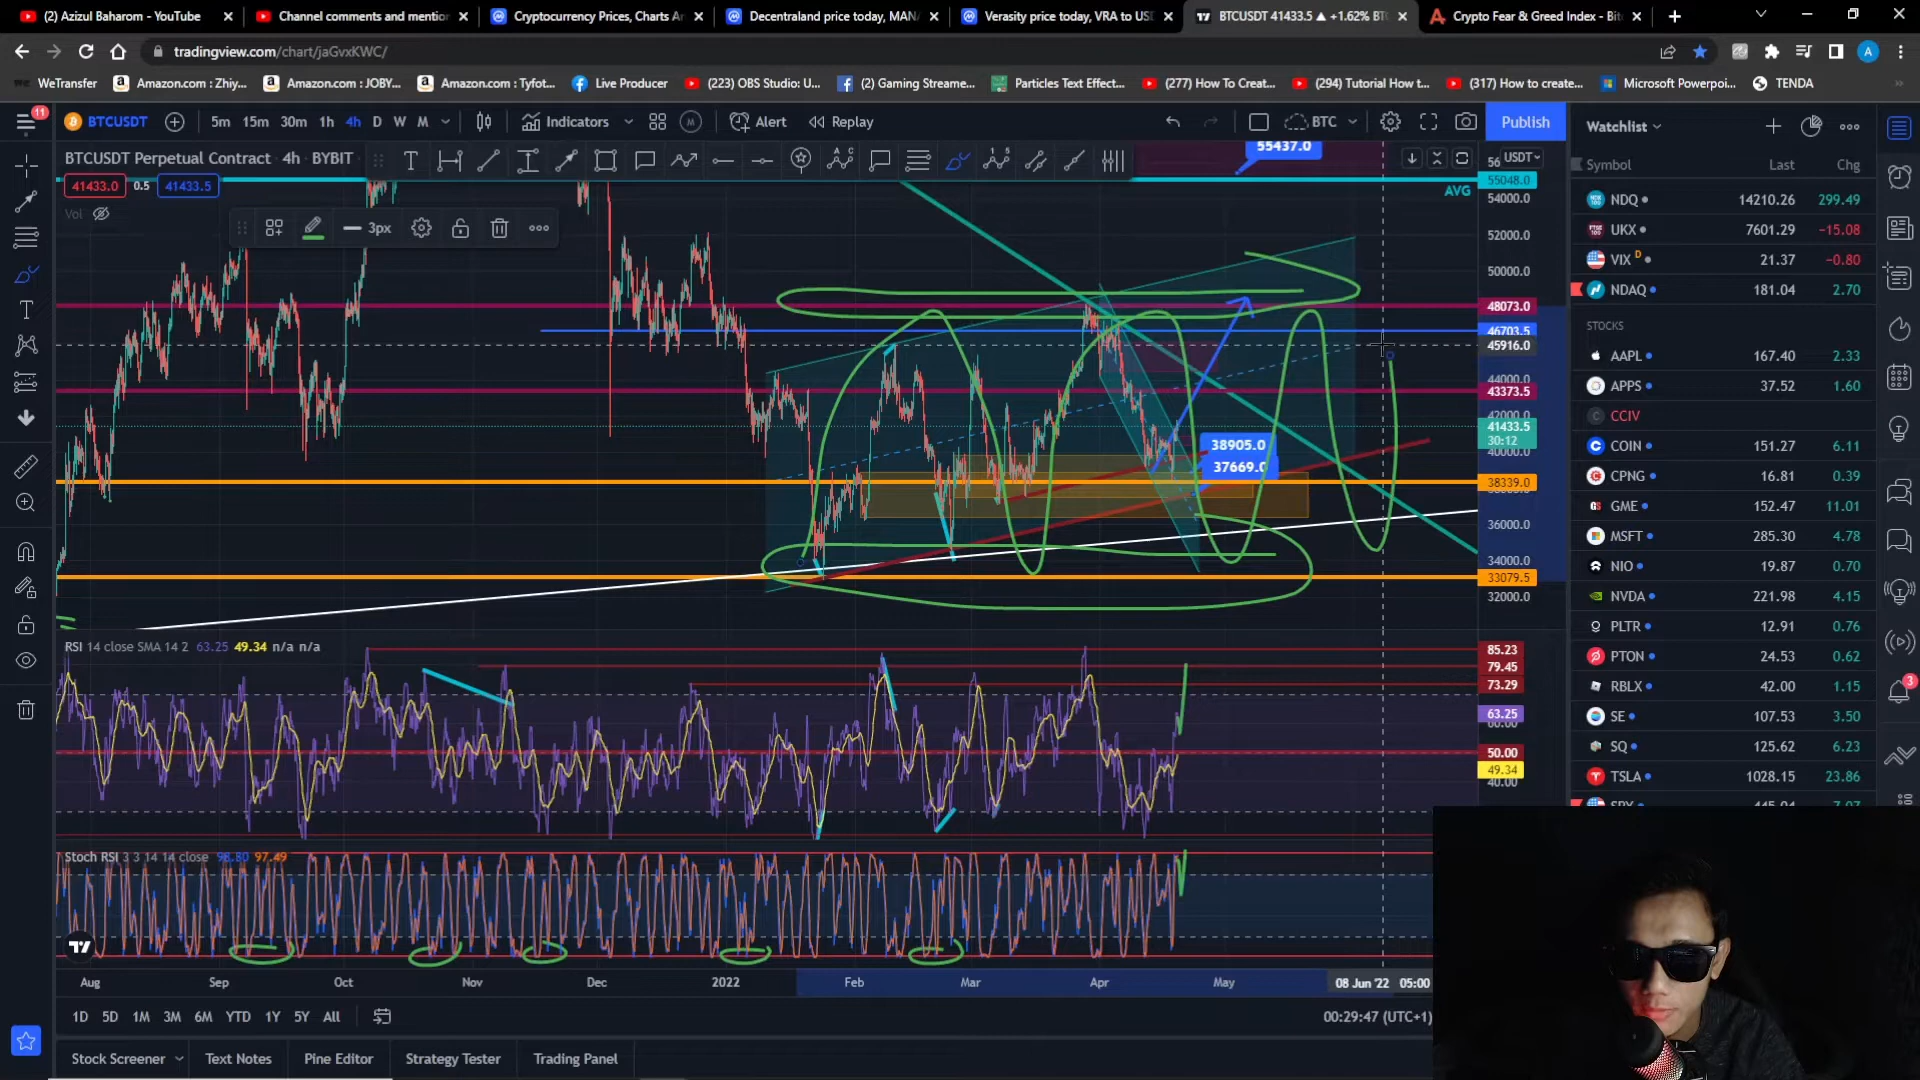 (2) Azizul Baharom - YouTube
Channel comments and mentio
Cryptocurrency Prices, Charts Ar
Decentraland price today, MANA
Verasity price today, VRA to USD
BTCUSDT 41433.5 ▲ +1.62% BT
Crypto Fear & Greed Index - Bit
tradingview.com/chart/jaGvxKWC/
A
WeTransfer
Amazon.com : Zhiy...
Amazon.com : JOBY...
Amazon.com : Tyfot...
Live Producer
(223) OBS Studio: U...
(2) Gaming Streame...
Particles Text Effect...
(277) How To Creat...
(294) Tutorial How t...
(317) How to create...
Microsoft Powerpoi...
TENDA
11
BTCUSDT
5m 15m 30m 1h 4h D W M
Indicators
Alert
Replay
BTC
Publish
Watchlist
BTCUSDT Perpetual Contract · 4h · BYBIT
55437.0
56
USDT
Symbol Last Chg
41433.0 0.5 41433.5
55048.0
AVG
54000.0
Vol
3px
52000.0
50000.0
48073.0
46703.5
45916.0
44000.0
43373.5
42000.0
41433.5
30:12
40000.0
38905.0
37669.0
38339.0
36000.0
34000.0
33079.5
32000.0
NDQ 14210.26 299.49
UKX 7601.29 −15.08
VIX D 21.37 −0.80
NDAQ 181.04 2.70
STOCKS
AAPL 167.40 2.33
APPS 37.52 1.60
CCIV
COIN 151.27 6.11
CPNG 16.81 0.39
GME 152.47 11.01
MSFT 285.30 4.78
NIO 19.87 0.70
NVDA 221.98 4.15
PLTR 12.91 0.76
PTON 24.53 0.62
RBLX 42.00 1.15
SE 107.53 3.50
SQ 125.62 6.23
TSLA 1028.15 23.86
3
RSI 14 close SMA 14 2 63.25 49.34 n/a n/a
85.23
79.45
73.29
63.25
50.00
49.34
40.00
Stoch RSI 3 3 14 14 close 98.80 97.49
Aug Sep Oct Nov Dec 2022 Feb Mar Apr May 08 Jun '22 05:00
1D 5D 1M 3M 6M YTD 1Y 5Y All
00:29:47 (UTC+1)
Stock Screener
Text Notes
Pine Editor
Strategy Tester
Trading Panel